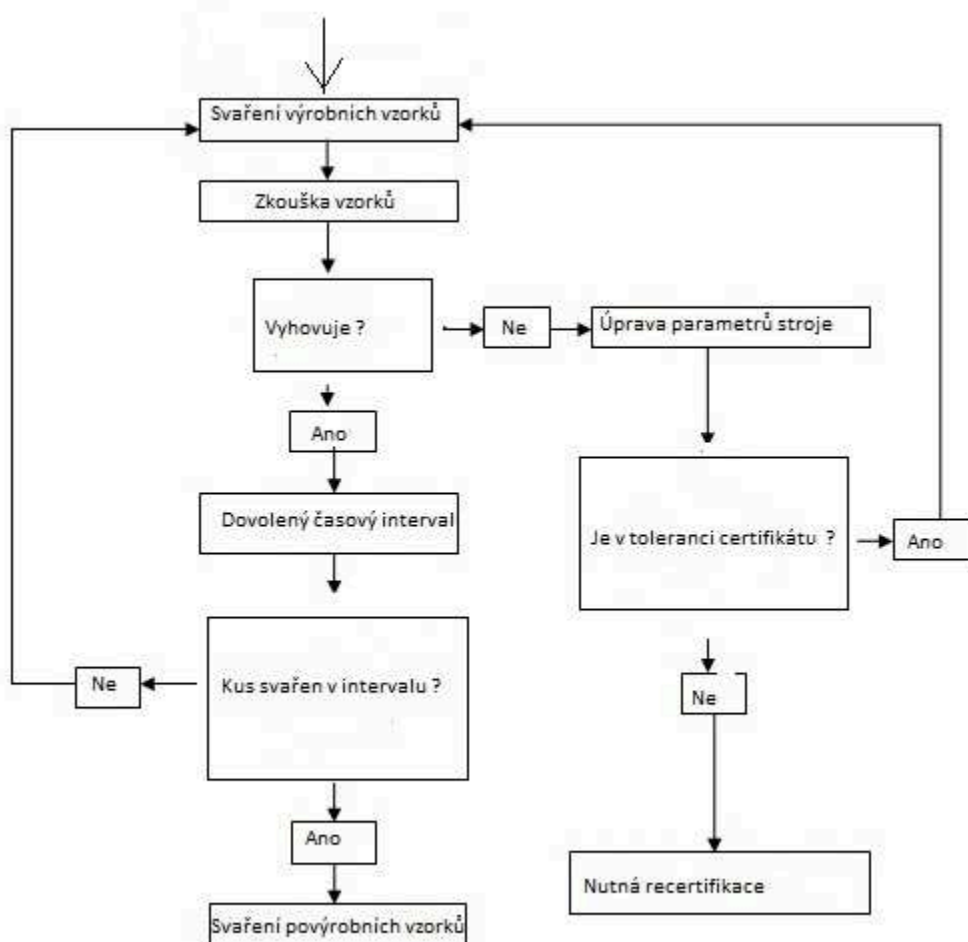 Svaření výrobních vzorků
Zkouška vzorků
Vyhovuje ?
Ne
Úprava parametrů stroje
Ano
Dovolený časový interval
Je v toleranci certifikátu ?
Ano
Kus svařen v intervalu ?
Ne
Ne
Ano
Nutná recertifikace
Svaření povýrobních vzorků